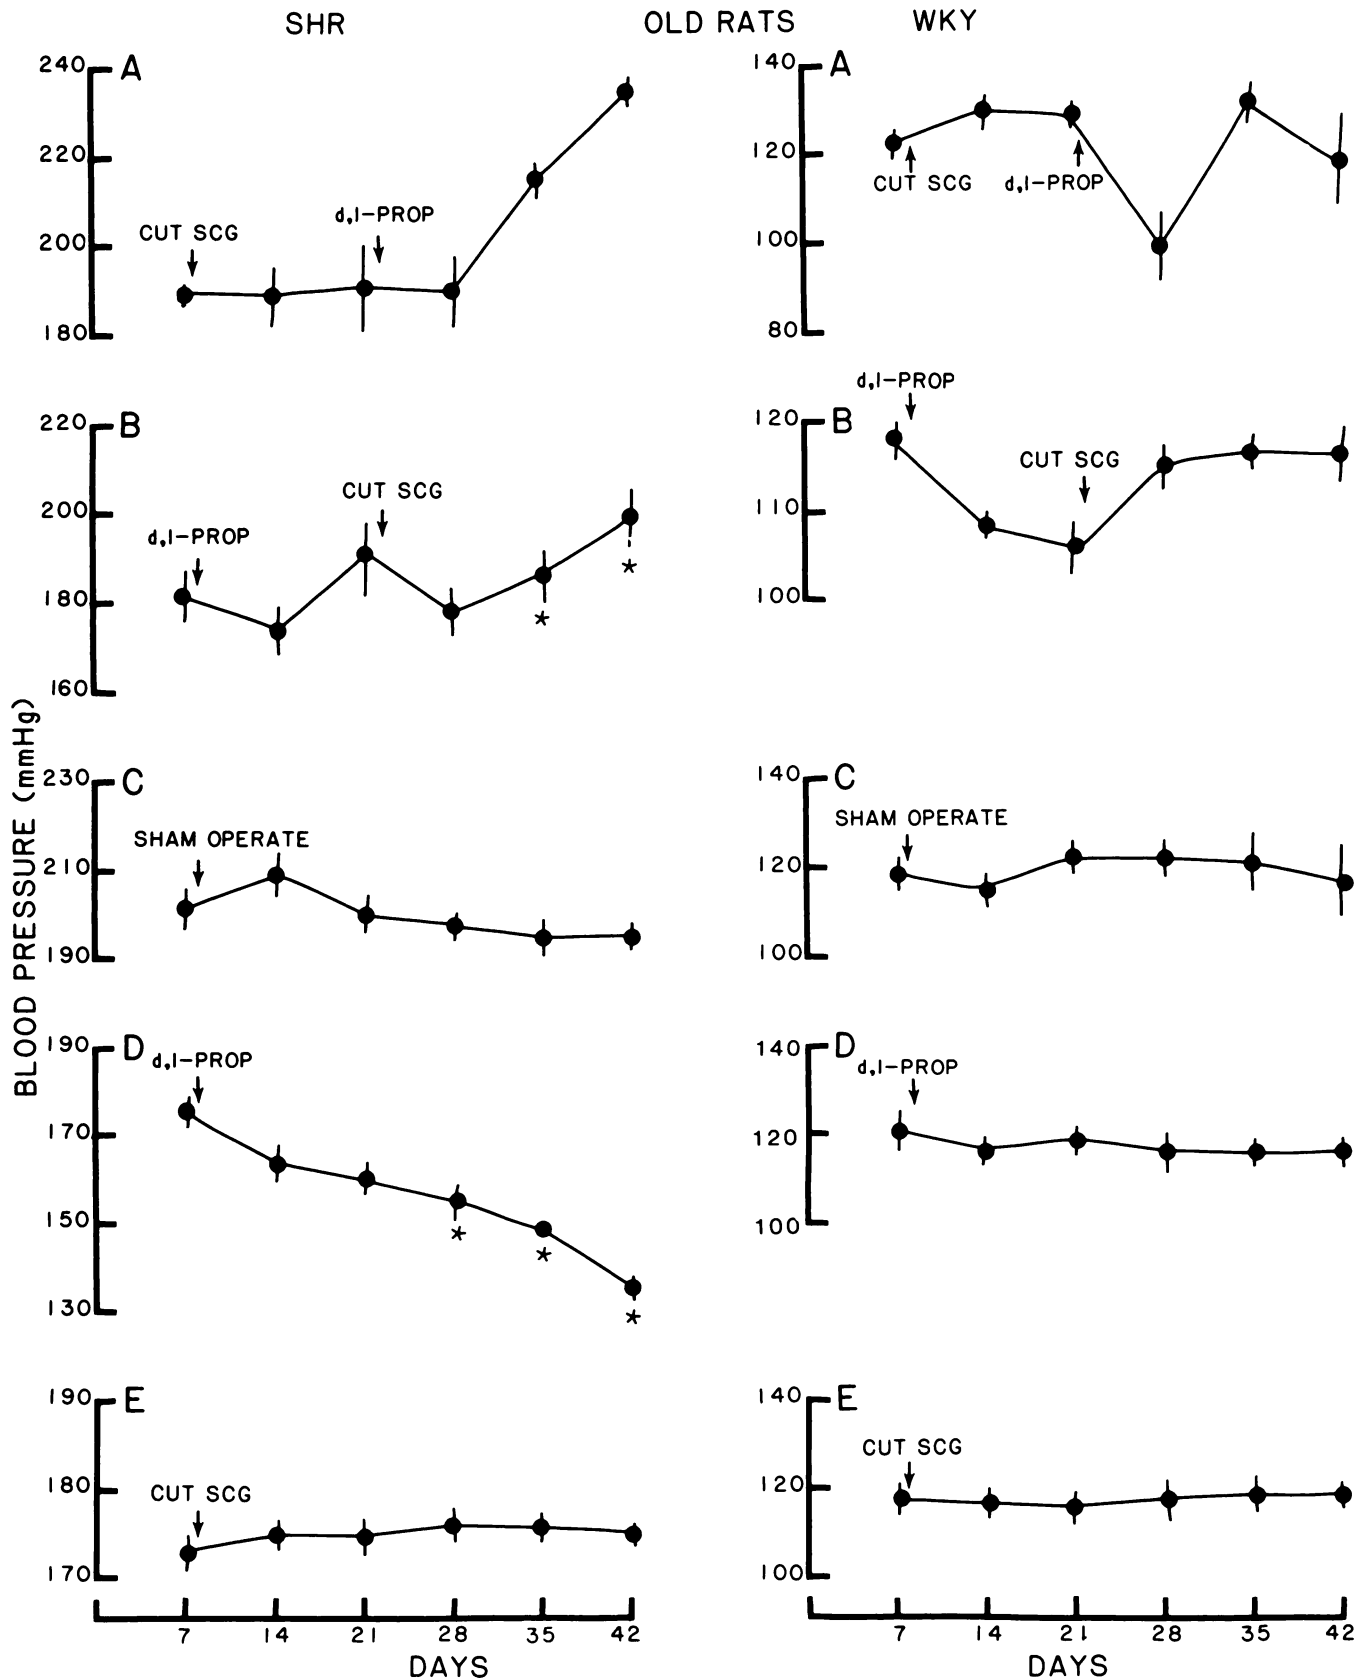 SHR OLD RATS WKY
240 A
220
200
180
CUT SCG
d,l-PROP
220 B
200
180
160
d,l-PROP
CUT SCG
*
*
230 C
210
190
SHAM OPERATE
190 D
170
150
130
d,l-PROP
*
*
*
190 E
180
170
CUT SCG
7 14 21 28 35 42
DAYS
BLOOD PRESSURE (mmHg)
140 A
120
100
80
CUT SCG
d,l-PROP
120 B
110
100
d,l-PROP
CUT SCG
140 C
120
100
SHAM OPERATE
140 D
120
100
d,l-PROP
140 E
120
100
CUT SCG
7 14 21 28 35 42
DAYS